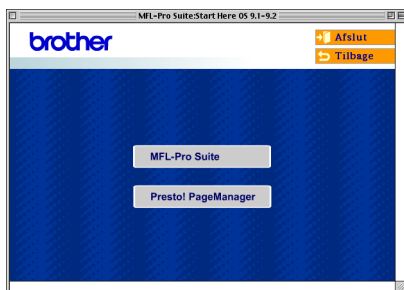 MFL-Pro Suite:Start Here OS 9.1-9.2
brother
Afslut
Tilbage
MFL-Pro Suite
Presto! PageManager